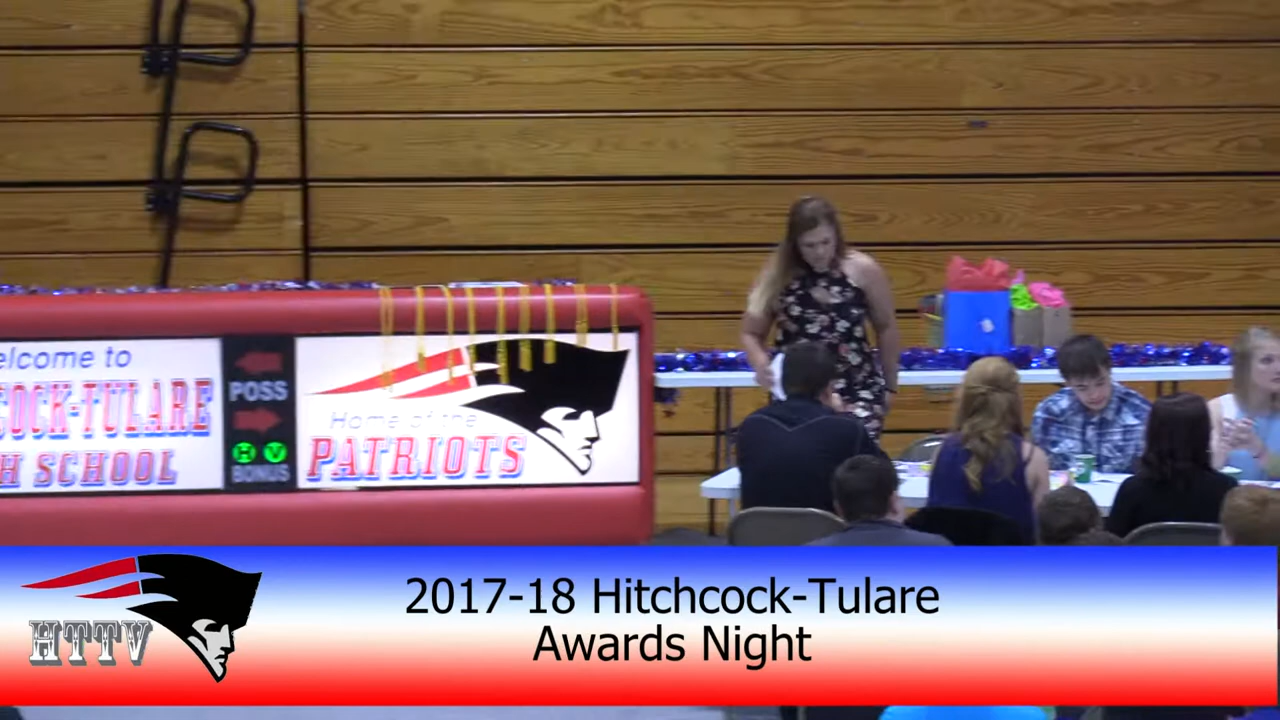 elcome to
COCK-TULARE
H SCHOOL
POSS
H V
BONUS
Home of the
PATRIOTS
HTTV
2017-18 Hitchcock-Tulare
Awards Night